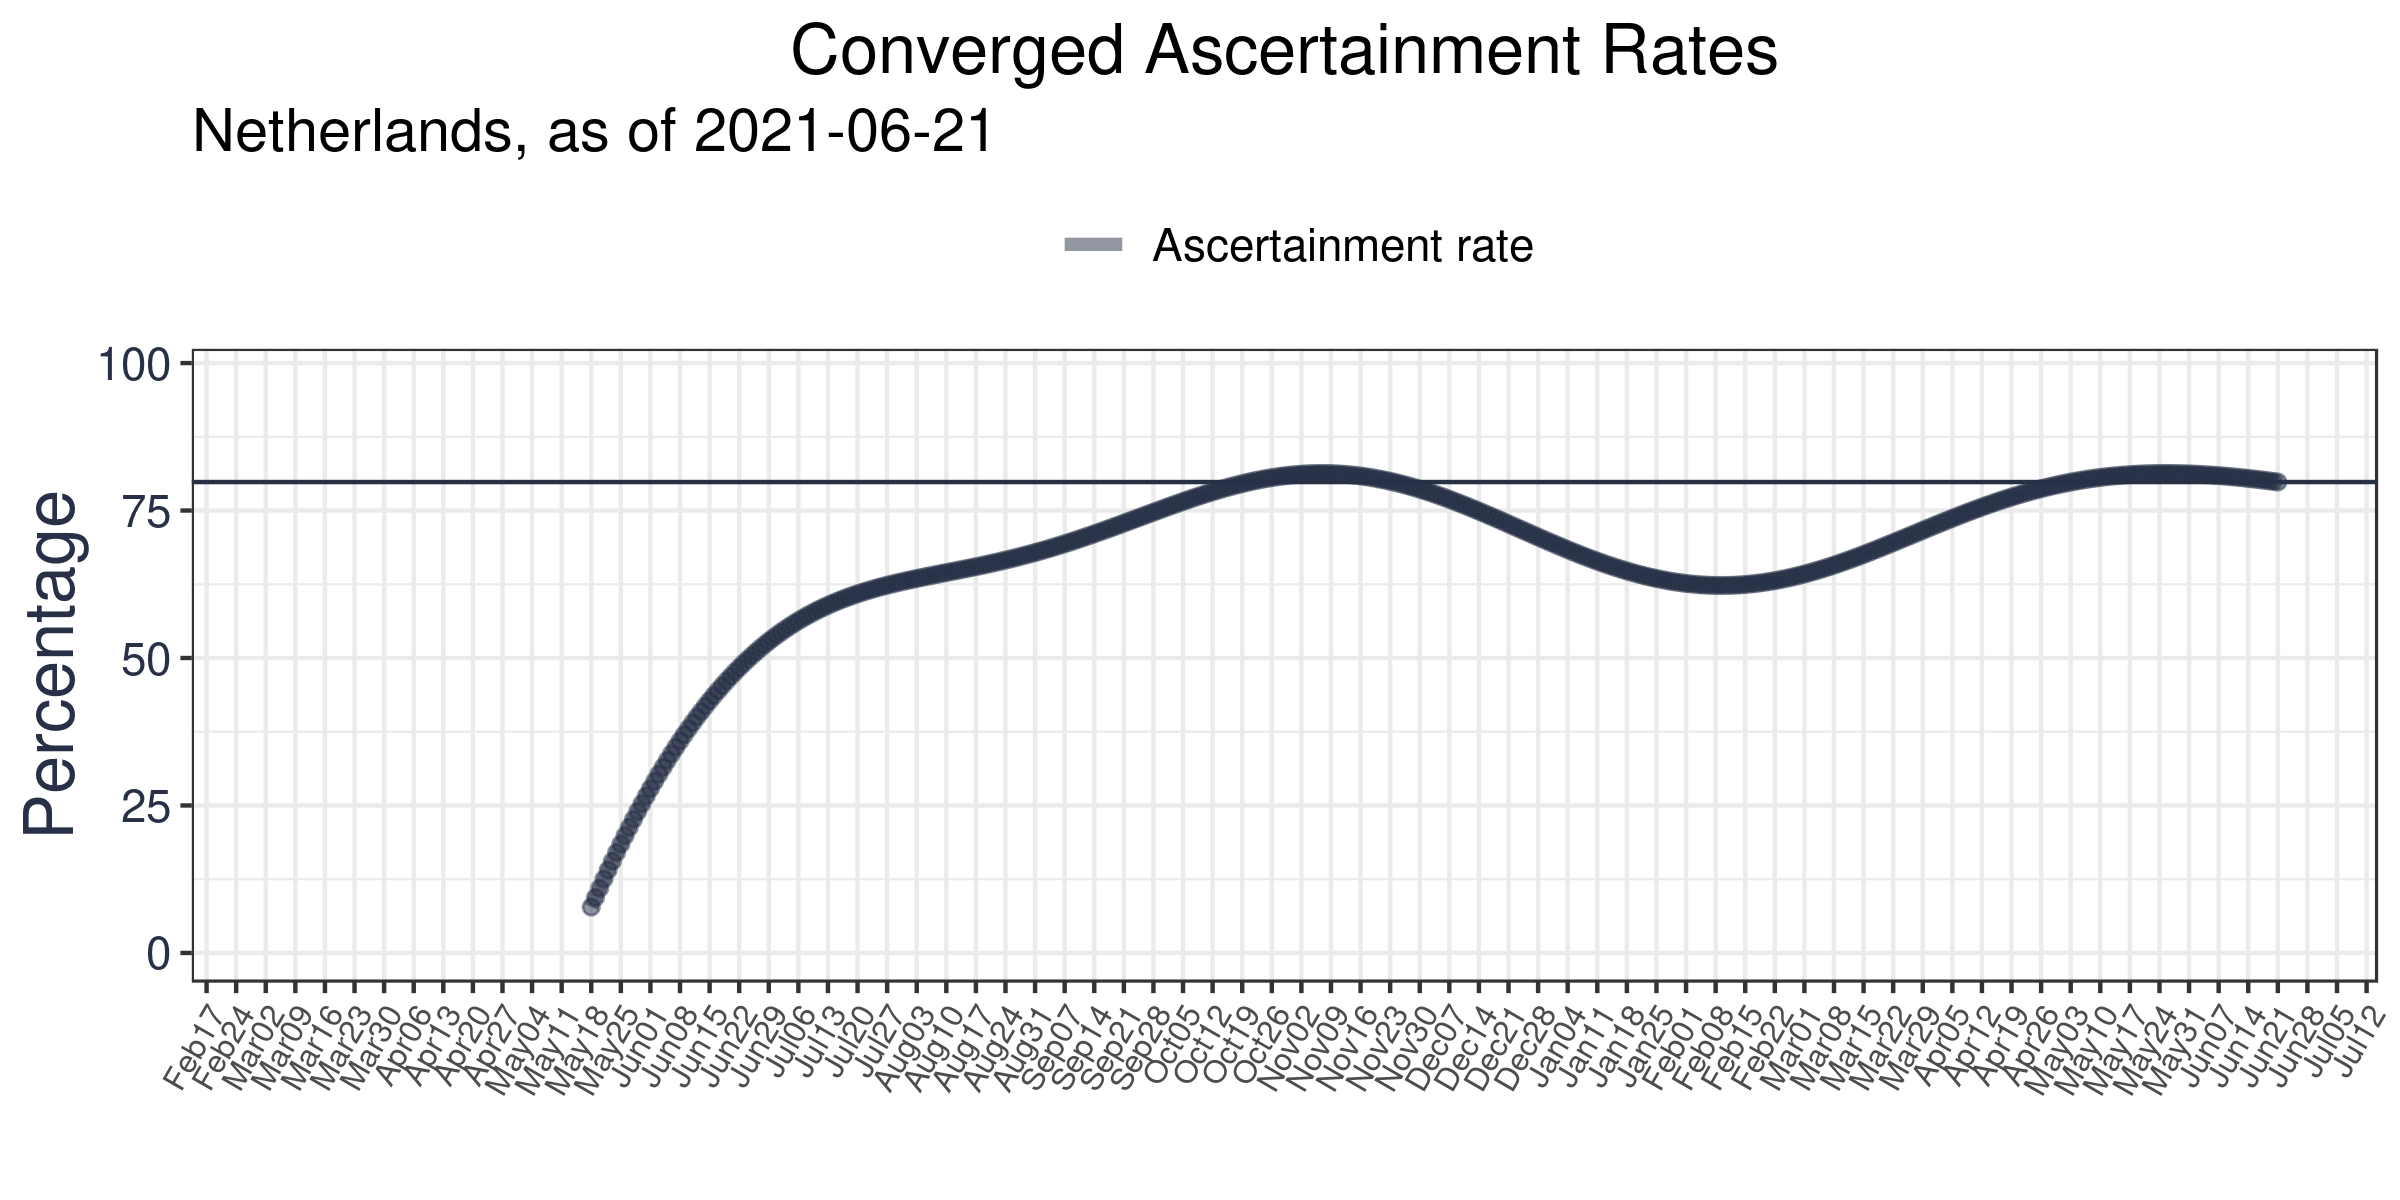 Converged Ascertainment Rates
Netherlands, as of 2021-06-21
Ascertainment rate
Percentage
100
75
50
25
0
Feb17
Feb24
Mar02
Mar09
Mar16
Mar23
Mar30
Apr06
Apr13
Apr20
Apr27
May04
May11
May18
May25
Jun01
Jun08
Jun15
Jun22
Jun29
Jul06
Jul13
Jul20
Jul27
Aug03
Aug10
Aug17
Aug24
Aug31
Sep07
Sep14
Sep21
Sep28
Oct05
Oct12
Oct19
Oct26
Nov02
Nov09
Nov16
Nov23
Nov30
Dec07
Dec14
Dec21
Dec28
Jan04
Jan11
Jan18
Jan25
Feb01
Feb08
Feb15
Feb22
Mar01
Mar08
Mar15
Mar22
Mar29
Apr05
Apr12
Apr19
Apr26
May03
May10
May17
May24
May31
Jun07
Jun14
Jun21
Jun28
Jul05
Jul12